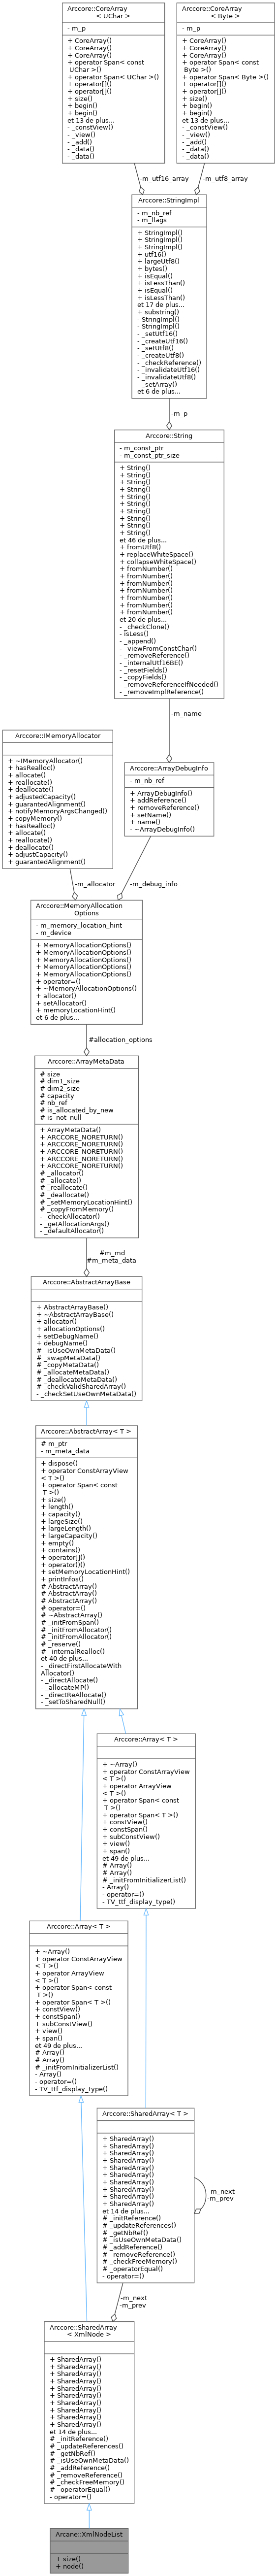 Arccore::CoreArray
< UChar >
- m_p
+ CoreArray()
+ CoreArray()
+ CoreArray()
+ operator Span< const
UChar >()
+ operator Span< UChar >()
+ operator[]()
+ operator[]()
+ size()
+ begin()
+ begin()
et 13 de plus...
- _constView()
- _view()
- _add()
- _data()
- _data()
Arccore::CoreArray
< Byte >
- m_p
+ CoreArray()
+ CoreArray()
+ CoreArray()
+ operator Span< const
Byte >()
+ operator Span< Byte >()
+ operator[]()
+ operator[]()
+ size()
+ begin()
+ begin()
et 13 de plus...
- _constView()
- _view()
- _add()
- _data()
- _data()
-m_utf16_array
-m_utf8_array
Arccore::StringImpl
- m_nb_ref
- m_flags
+ StringImpl()
+ StringImpl()
+ StringImpl()
+ utf16()
+ largeUtf8()
+ bytes()
+ isEqual()
+ isLessThan()
+ isEqual()
+ isLessThan()
et 17 de plus...
+ substring()
- StringImpl()
- StringImpl()
- _setUtf16()
- _createUtf16()
- _setUtf8()
- _createUtf8()
- _checkReference()
- _invalidateUtf16()
- _invalidateUtf8()
- _setArray()
et 6 de plus...
-m_p
Arccore::String
- m_const_ptr
- m_const_ptr_size
+ String()
+ String()
+ String()
+ String()
+ String()
+ String()
+ String()
+ String()
+ String()
+ String()
et 46 de plus...
+ fromUtf8()
+ replaceWhiteSpace()
+ collapseWhiteSpace()
+ fromNumber()
+ fromNumber()
+ fromNumber()
+ fromNumber()
+ fromNumber()
+ fromNumber()
+ fromNumber()
et 20 de plus...
- _checkClone()
- isLess()
- _append()
- _viewFromConstChar()
- _removeReference()
- _internalUtf16BE()
- _resetFields()
- _copyFields()
- _removeReferenceIfNeeded()
- _removeImplReference()
-m_name
Arccore::IMemoryAllocator
+ ~IMemoryAllocator()
+ hasRealloc()
+ allocate()
+ reallocate()
+ deallocate()
+ adjustedCapacity()
+ guarantedAlignment()
+ notifyMemoryArgsChanged()
+ copyMemory()
+ hasRealloc()
+ allocate()
+ reallocate()
+ deallocate()
+ adjustCapacity()
+ guarantedAlignment()
Arccore::ArrayDebugInfo
- m_nb_ref
+ ArrayDebugInfo()
+ addReference()
+ removeReference()
+ setName()
+ name()
- ~ArrayDebugInfo()
-m_allocator
-m_debug_info
Arccore::MemoryAllocation
Options
- m_memory_location_hint
- m_device
+ MemoryAllocationOptions()
+ MemoryAllocationOptions()
+ MemoryAllocationOptions()
+ MemoryAllocationOptions()
+ MemoryAllocationOptions()
+ operator=()
+ ~MemoryAllocationOptions()
+ allocator()
+ setAllocator()
+ memoryLocationHint()
et 6 de plus...
#allocation_options
Arccore::ArrayMetaData
# size
# dim1_size
# dim2_size
# capacity
# nb_ref
# is_allocated_by_new
# is_not_null
+ ArrayMetaData()
+ ARCCORE_NORETURN()
+ ARCCORE_NORETURN()
+ ARCCORE_NORETURN()
+ ARCCORE_NORETURN()
# _allocator()
# _allocate()
# _reallocate()
# _deallocate()
# _setMemoryLocationHint()
# _copyFromMemory()
- _checkAllocator()
- _getAllocationArgs()
- _defaultAllocator()
#m_md
#m_meta_data
Arccore::AbstractArrayBase
+ AbstractArrayBase()
+ ~AbstractArrayBase()
+ allocator()
+ allocationOptions()
+ setDebugName()
+ debugName()
# _isUseOwnMetaData()
# _swapMetaData()
# _copyMetaData()
# _allocateMetaData()
# _deallocateMetaData()
# _checkValidSharedArray()
- _checkSetUseOwnMetaData()
Arccore::AbstractArray< T >
# m_ptr
- m_meta_data
+ dispose()
+ operator ConstArrayView
< T >()
+ operator Span< const
T >()
+ size()
+ length()
+ capacity()
+ largeSize()
+ largeLength()
+ largeCapacity()
+ empty()
+ contains()
+ operator[]()
+ operator()()
+ setMemoryLocationHint()
+ printInfos()
# AbstractArray()
# AbstractArray()
# AbstractArray()
# operator=()
# ~AbstractArray()
# _initFromSpan()
# _initFromAllocator()
# _initFromAllocator()
# _reserve()
# _internalRealloc()
et 40 de plus...
- _directFirstAllocateWith
Allocator()
- _directAllocate()
- _allocateMP()
- _directReAllocate()
- _setToSharedNull()
Arccore::Array< T >
+ ~Array()
+ operator ConstArrayView
< T >()
+ operator ArrayView
< T >()
+ operator Span< const
T >()
+ operator Span< T >()
+ constView()
+ constSpan()
+ subConstView()
+ view()
+ span()
et 49 de plus...
# Array()
# Array()
# _initFromInitializerList()
- Array()
- operator=()
- TV_ttf_display_type()
Arccore::Array< T >
+ ~Array()
+ operator ConstArrayView
< T >()
+ operator ArrayView
< T >()
+ operator Span< const
T >()
+ operator Span< T >()
+ constView()
+ constSpan()
+ subConstView()
+ view()
+ span()
et 49 de plus...
# Array()
# Array()
# _initFromInitializerList()
- Array()
- operator=()
- TV_ttf_display_type()
Arccore::SharedArray< T >
+ SharedArray()
+ SharedArray()
+ SharedArray()
+ SharedArray()
+ SharedArray()
+ SharedArray()
+ SharedArray()
+ SharedArray()
+ SharedArray()
+ SharedArray()
et 14 de plus...
# _initReference()
# _updateReferences()
# _getNbRef()
# _isUseOwnMetaData()
# _addReference()
# _removeReference()
# _checkFreeMemory()
# _operatorEqual()
- operator=()
-m_next
-m_prev
-m_next
-m_prev
Arccore::SharedArray
< XmlNode >
+ SharedArray()
+ SharedArray()
+ SharedArray()
+ SharedArray()
+ SharedArray()
+ SharedArray()
+ SharedArray()
+ SharedArray()
+ SharedArray()
+ SharedArray()
et 14 de plus...
# _initReference()
# _updateReferences()
# _getNbRef()
# _isUseOwnMetaData()
# _addReference()
# _removeReference()
# _checkFreeMemory()
# _operatorEqual()
- operator=()
Arcane::XmlNodeList
+ size()
+ node()